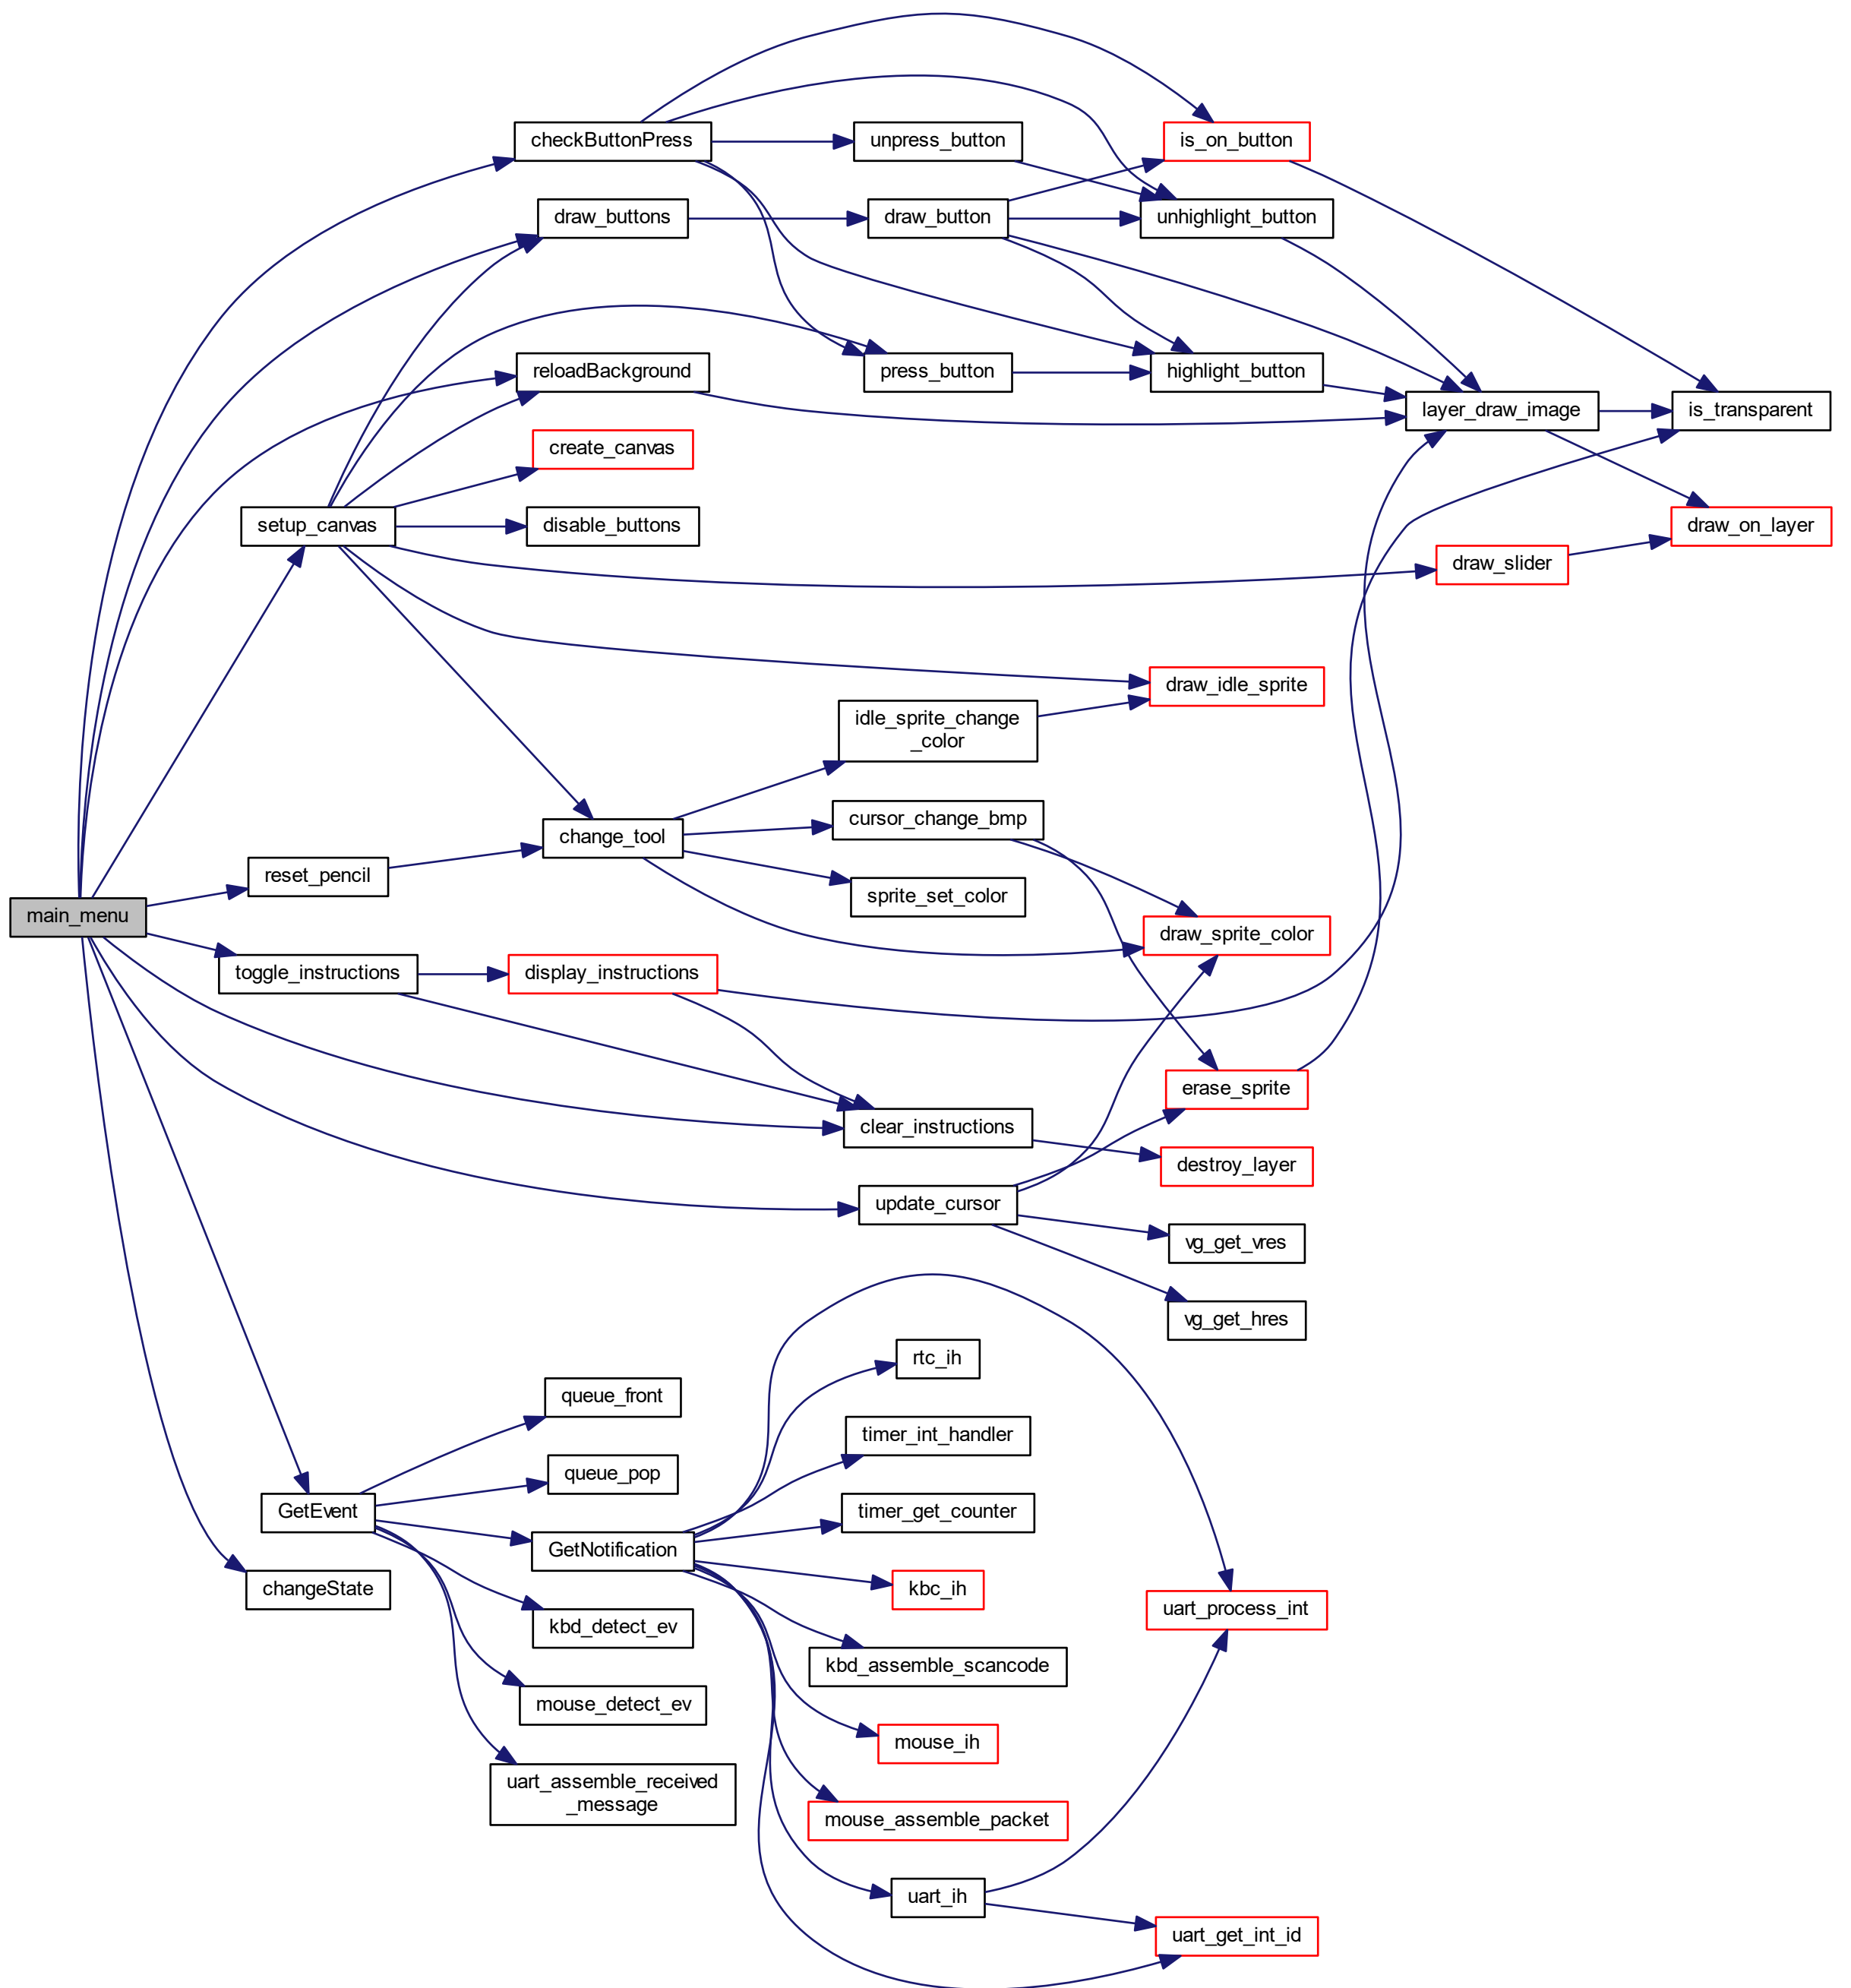 checkButtonPress
unpress_button
is_on_button
draw_buttons
draw_button
unhighlight_button
reloadBackground
press_button
highlight_button
layer_draw_image
is_transparent
create_canvas
setup_canvas
disable_buttons
draw_on_layer
draw_slider
draw_idle_sprite
idle_sprite_change
_color
cursor_change_bmp
change_tool
reset_pencil
sprite_set_color
main_menu
draw_sprite_color
toggle_instructions
display_instructions
erase_sprite
clear_instructions
destroy_layer
update_cursor
vg_get_vres
vg_get_hres
rtc_ih
queue_front
timer_int_handler
queue_pop
GetEvent
timer_get_counter
GetNotification
changeState
kbc_ih
uart_process_int
kbd_detect_ev
kbd_assemble_scancode
mouse_detect_ev
mouse_ih
uart_assemble_received
_message
mouse_assemble_packet
uart_ih
uart_get_int_id